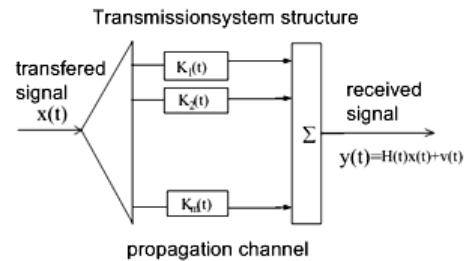 Transmissionsystem structure
transfered
signal
x(t)
K₁(t)
K₂(t)
Kₘ(t)
Σ
received
signal
y(t)=H(t)x(t)+v(t)
propagation channel